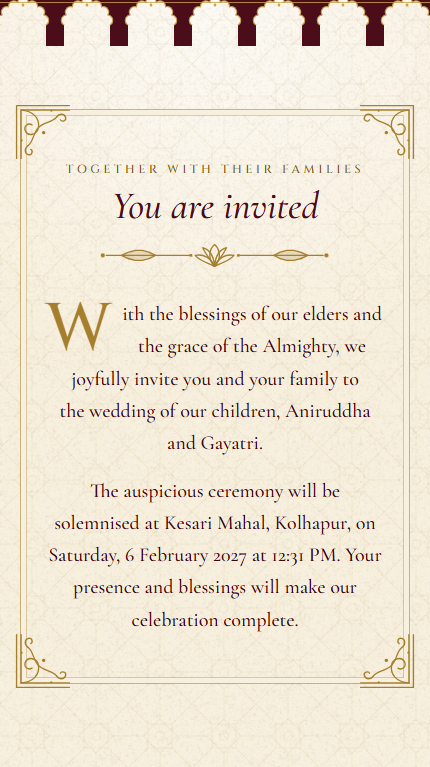 TOGETHER WITH THEIR FAMILIES
You are invited
With the blessings of our elders and
the grace of the Almighty, we
joyfully invite you and your family to
the wedding of our children, Aniruddha
and Gayatri.
The auspicious ceremony will be
solemnised at Kesari Mahal, Kolhapur, on
Saturday, 6 February 2027 at 12:31 PM. Your
presence and blessings will make our
celebration complete.